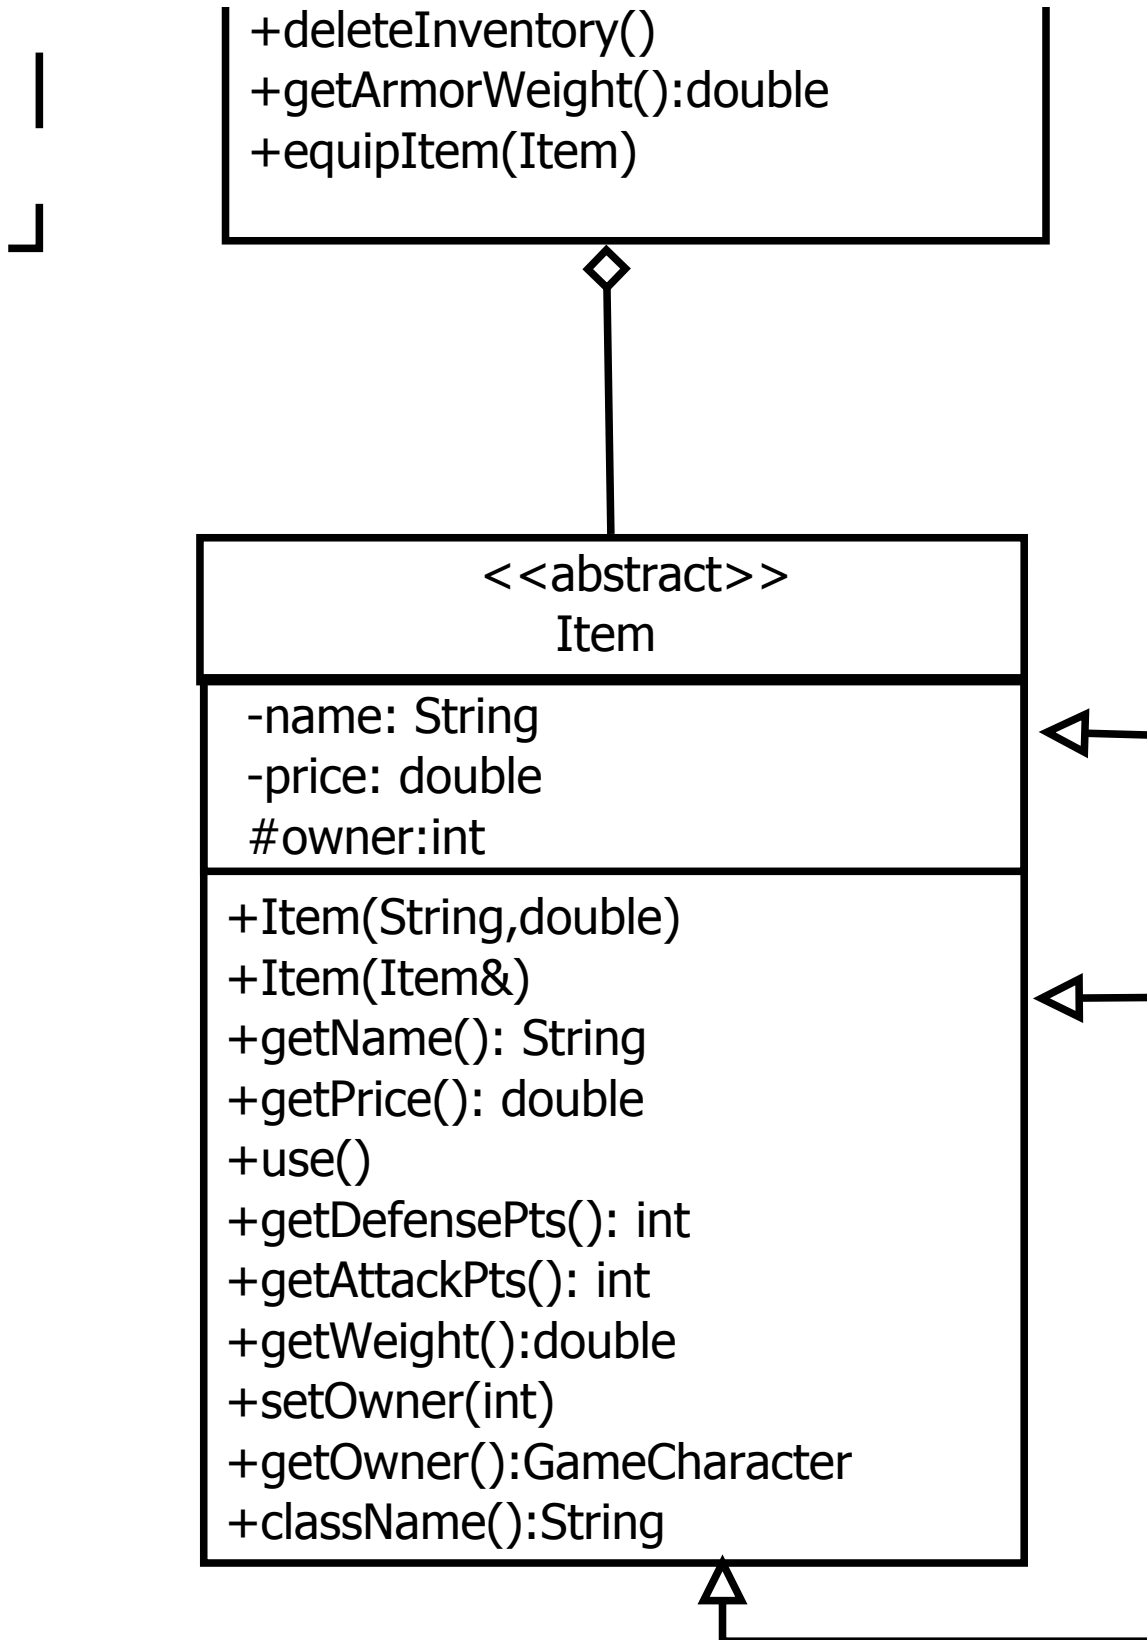 +deleteInventory()
+getArmorWeight():double
+equipItem(Item)
<<abstract>>
Item
-name: String
-price: double
#owner:int
+Item(String,double)
+Item(Item&)
+getName(): String
+getPrice(): double
+use()
+getDefensePts(): int
+getAttackPts(): int
+getWeight():double
+setOwner(int)
+getOwner():GameCharacter
+className():String